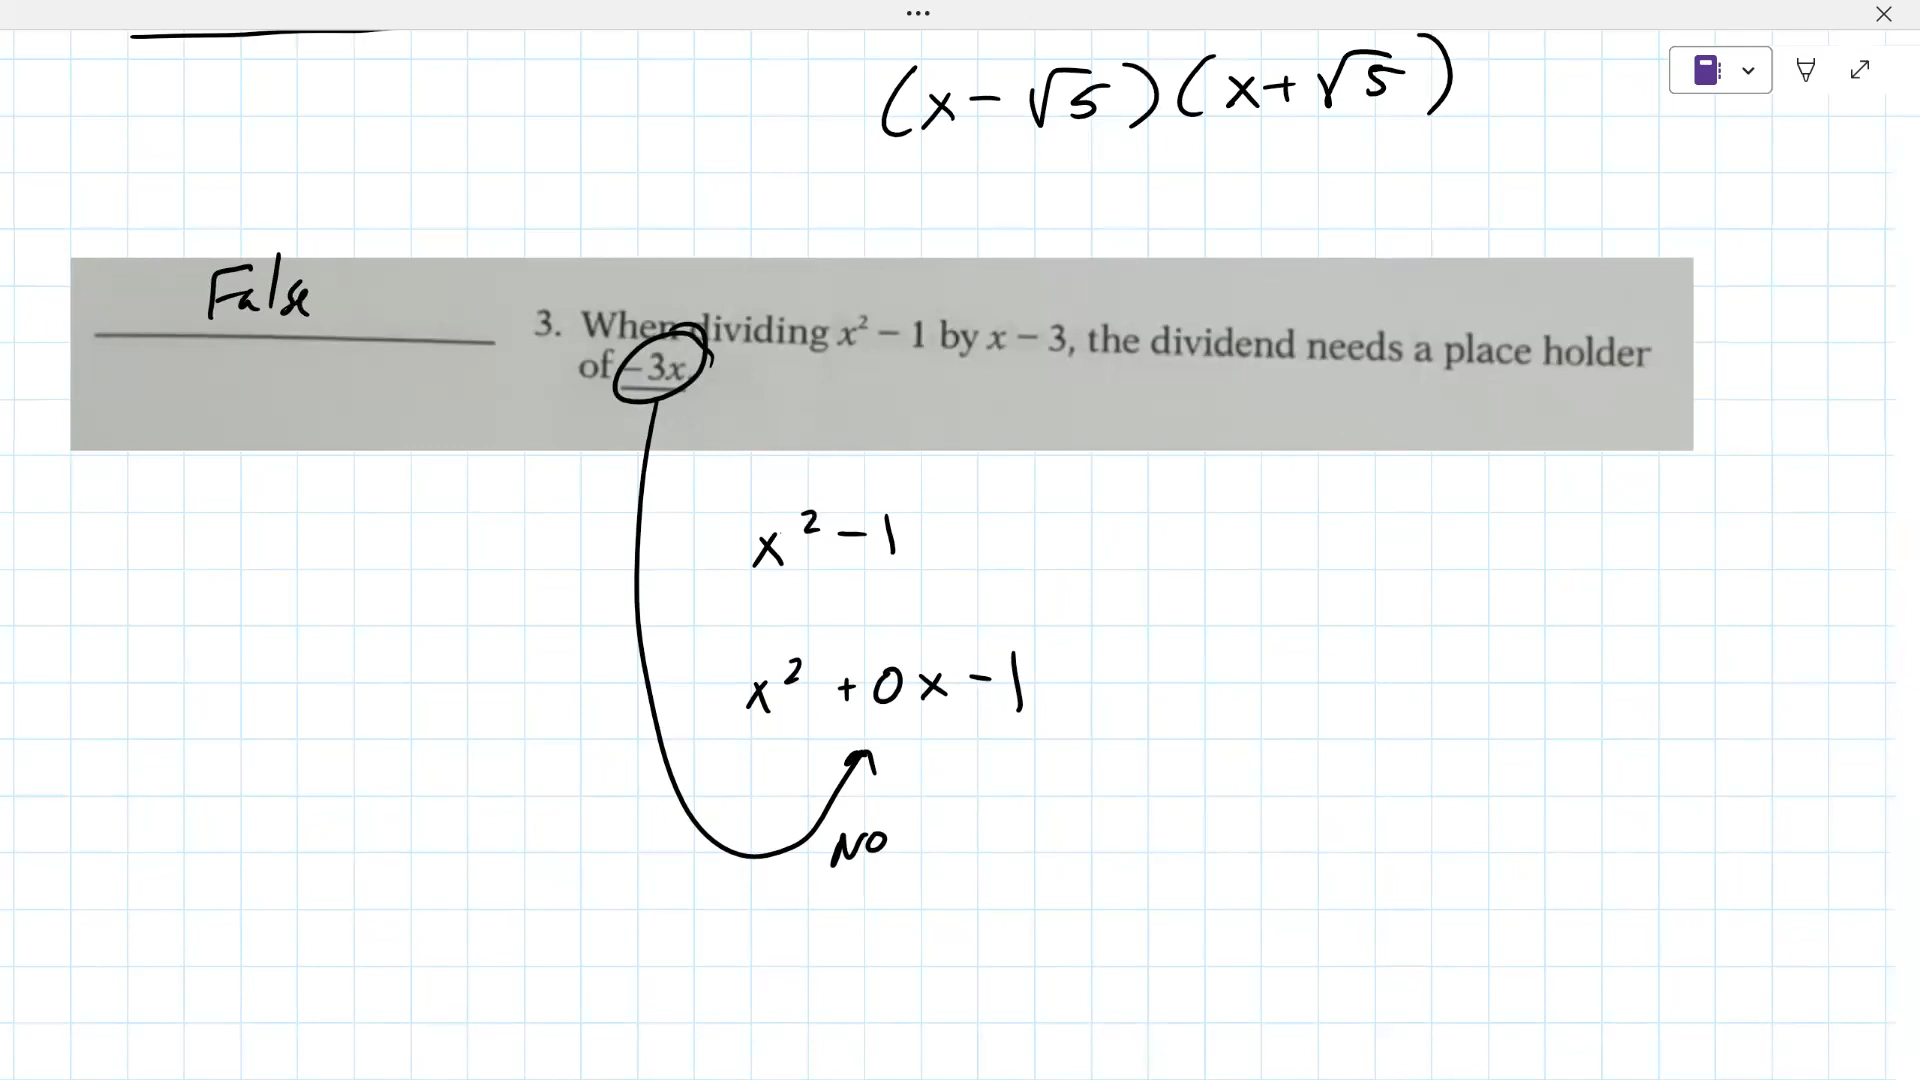 (x - √5)(x + √5)
False
3. When dividing x² − 1 by x − 3, the dividend needs a place holder
of −3x.
x² - 1
x² + 0x - 1
NO